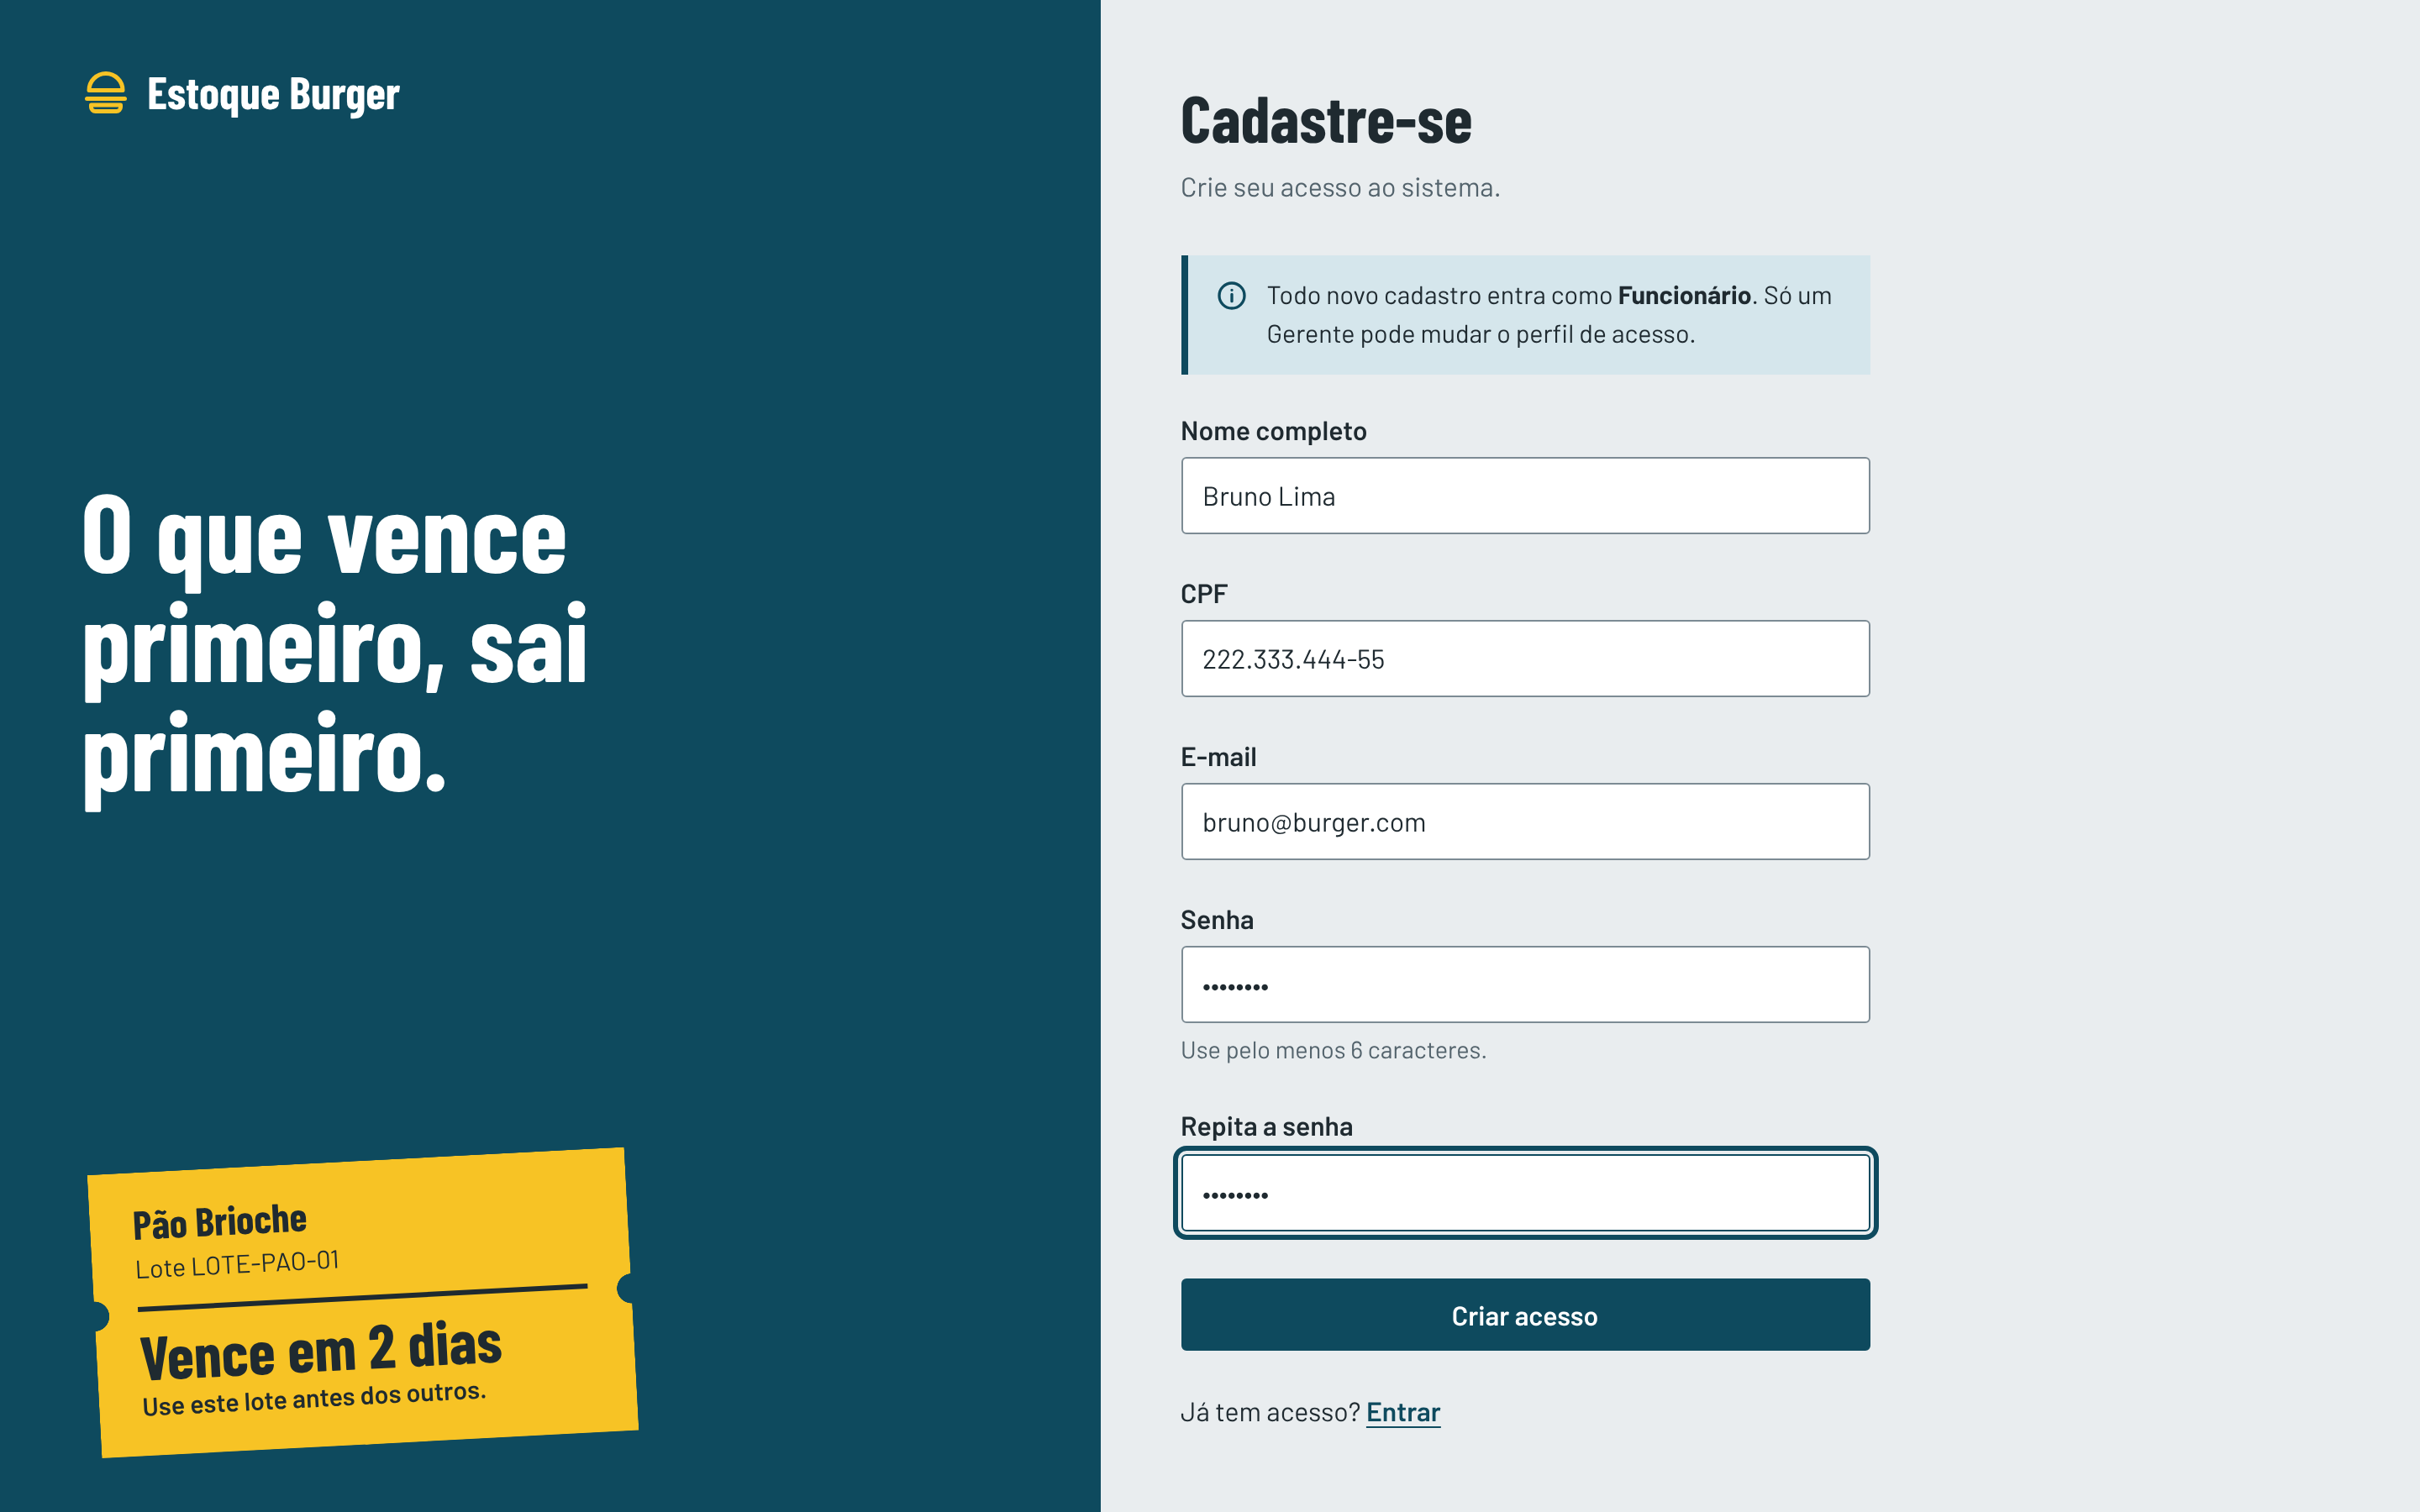 Estoque Burger
O que vence
primeiro, sai
primeiro.
Pão Brioche
Lote LOTE-PAO-01
Vence em 2 dias
Use este lote antes dos outros.
Cadastre-se
Crie seu acesso ao sistema.
Todo novo cadastro entra como Funcionário. Só um
Gerente pode mudar o perfil de acesso.
Nome completo
Bruno Lima
CPF
222.333.444-55
E-mail
bruno@burger.com
Senha
••••••••
Use pelo menos 6 caracteres.
Repita a senha
••••••••
Criar acesso
Já tem acesso? Entrar